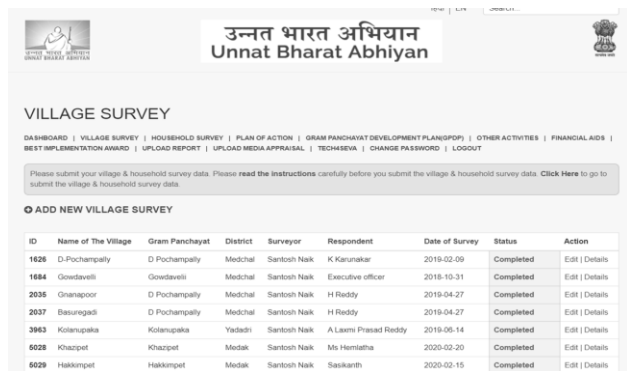 हिन्दी | EN Search...
उन्नत भारत अभियान
UNNAT BHARAT ABHIYAN
Unnat Bharat Abhiyan
VILLAGE SURVEY
DASHBOARD | VILLAGE SURVEY | HOUSEHOLD SURVEY | PLAN OF ACTION | GRAM PANCHAYAT DEVELOPMENT PLAN(GPDP) | OTHER ACTIVITIES | FINANCIAL AIDS |
BEST IMPLEMENTATION AWARD | UPLOAD REPORT | UPLOAD MEDIA APPRAISAL | TECH4SEVA | CHANGE PASSWORD | LOGOUT
Please submit your village & household survey data. Please read the instructions carefully before you submit the village & household survey data. Click Here to go to
submit the village & household survey data
ADD NEW VILLAGE SURVEY
ID Name of The Village Gram Panchayat District Surveyor Respondent Date of Survey Status Action
1626 D-Pochampally D Pochampally Medchal Santosh Naik K Karunakar 2019-02-09 Completed Edit | Details
1684 Gowdavelli Gowdavelii Medchal Santosh Naik Executive officer 2018-10-31 Completed Edit | Details
2035 Gnanapoor D Pochampally Medchal Santosh Naik H Reddy 2019-04-27 Completed Edit | Details
2037 Basuregadi D Pochampally Medchal Santosh Naik H Reddy 2019-04-27 Completed Edit | Details
3963 Kolanupaka Kolanupaka Yadadri Santosh Naik A Laxmi Prasad Reddy 2019-06-14 Completed Edit | Details
5028 Khazipet Khazipet Medak Santosh Naik Ms Hemlatha 2020-02-20 Completed Edit | Details
5029 Hakkimpet Hakkimpet Medak Santosh Naik Sasikanth 2020-02-15 Completed Edit | Details